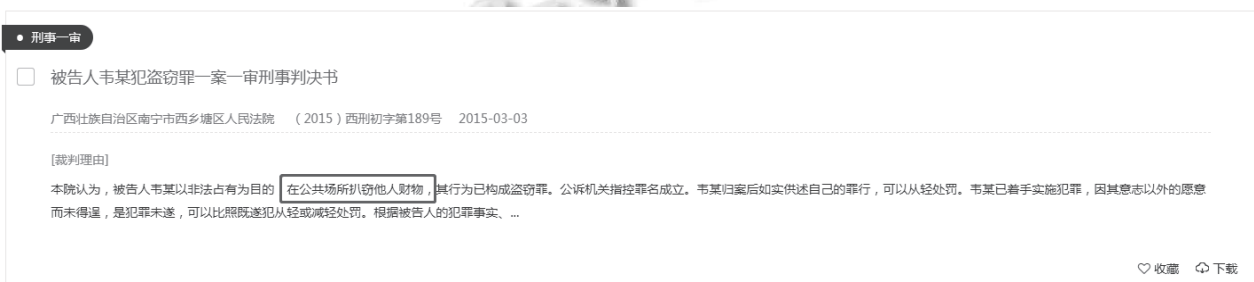 刑事一审
被告人韦某犯盗窃罪一案一审刑事判决书
广西壮族自治区南宁市西乡塘区人民法院 （2015）西刑初字第189号 2015-03-03
[裁判理由]
本院认为，被告人韦某以非法占有为目的，在公共场所扒窃他人财物，其行为已构成盗窃罪。公诉机关指控罪名成立。韦某归案后如实供述自己的罪行，可以从轻处罚。韦某已着手实施犯罪，因其意志以外的愿意
而未得逞，是犯罪未遂，可以比照既遂犯从轻或减轻处罚。根据被告人的犯罪事实、...
收藏 下载